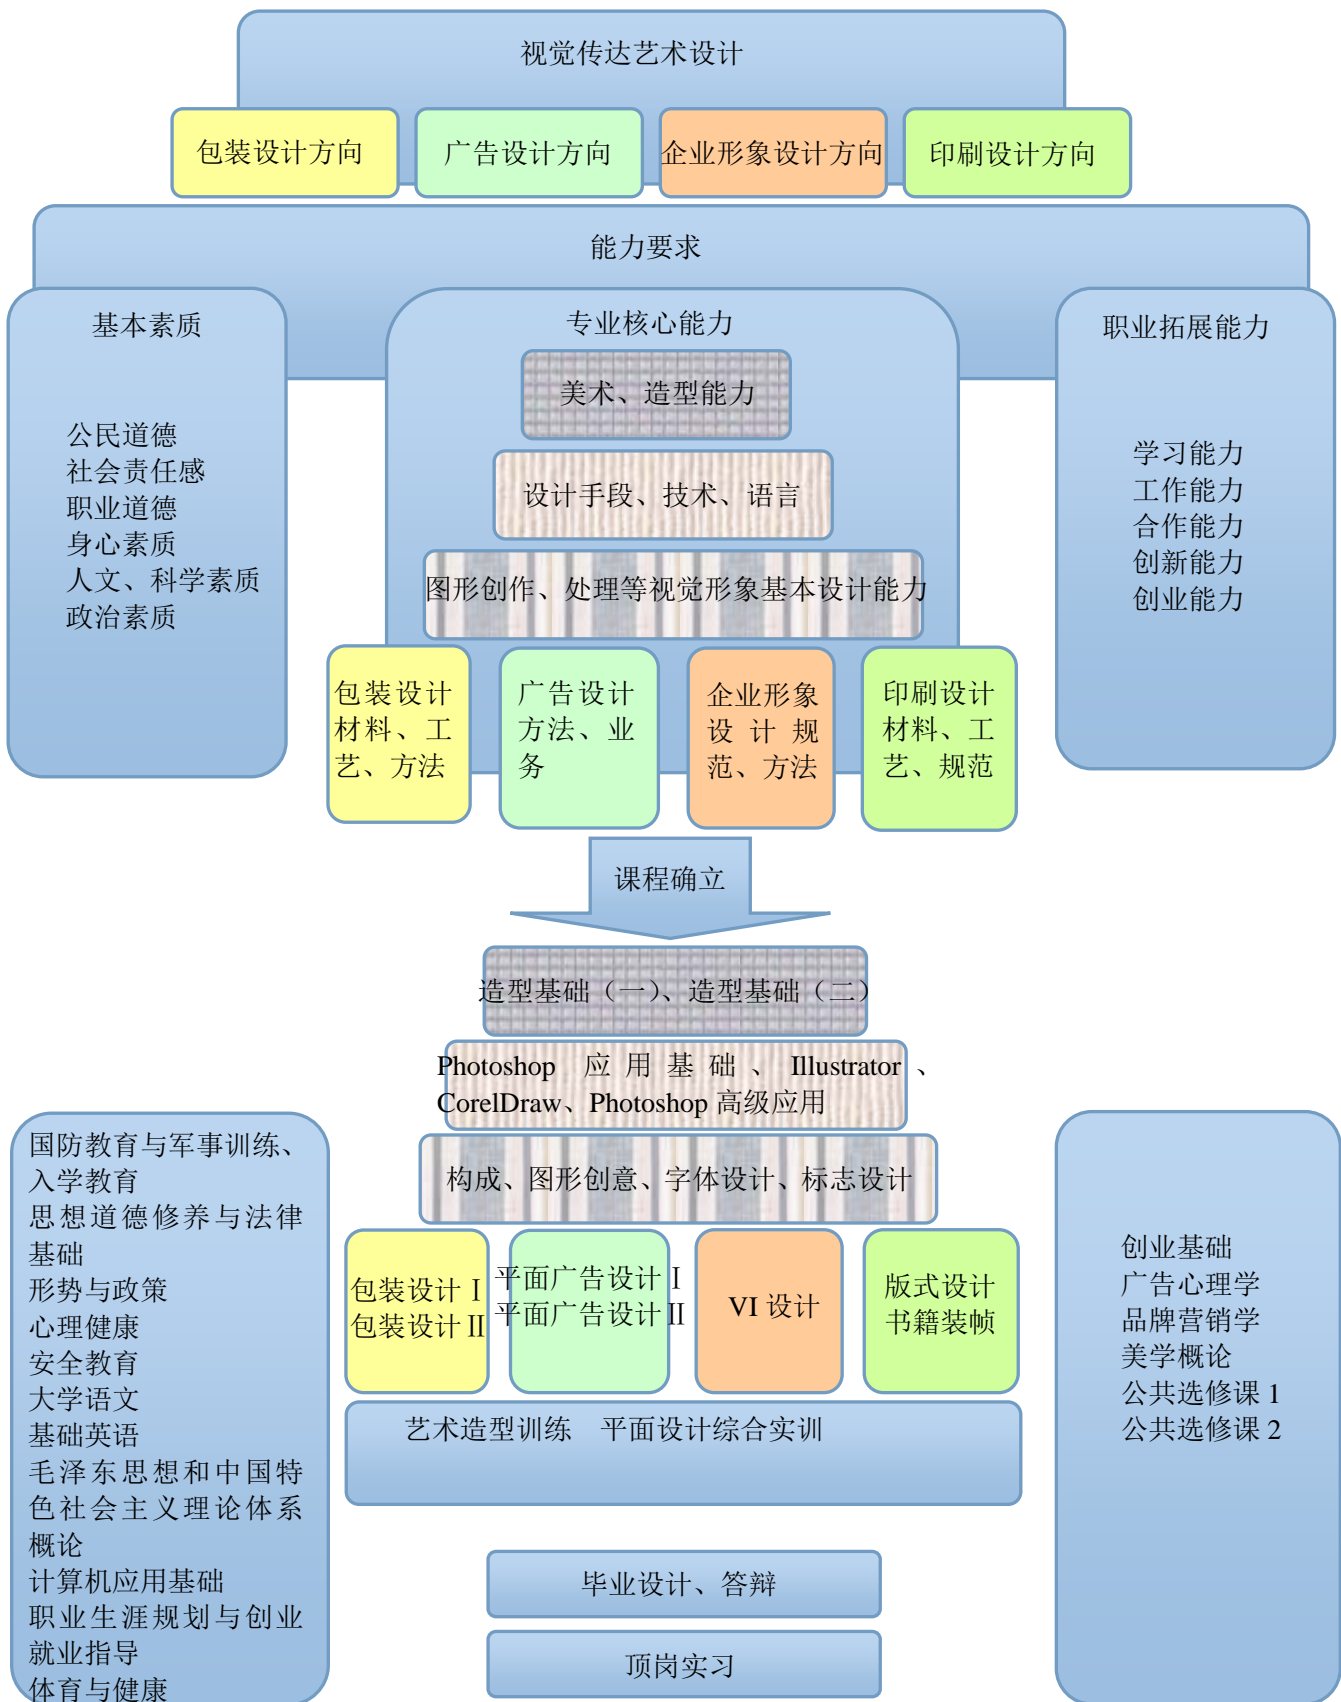 视觉传达艺术设计
包装设计方向
广告设计方向
企业形象设计方向
印刷设计方向
能力要求
基本素质
公民道德
社会责任感
职业道德
身心素质
人文、科学素质
政治素质
专业核心能力
美术、造型能力
设计手段、技术、语言
图形创作、处理等视觉形象基本设计能力
包装设计
材料、工
艺、方法
广告设计
方法、业
务
企业形象
设计规
范、方法
印刷设计
材料、工
艺、规范
职业拓展能力
学习能力
工作能力
合作能力
创新能力
创业能力
课程确立
造型基础（一）、造型基础（二）
Photoshop 应用基础、Illustrator、
CorelDraw、Photoshop 高级应用
构成、图形创意、字体设计、标志设计
包装设计Ⅰ
包装设计Ⅱ
平面广告设计Ⅰ
平面广告设计Ⅱ
VI 设计
版式设计
书籍装帧
艺术造型训练 平面设计综合实训
毕业设计、答辩
顶岗实习
国防教育与军事训练、
入学教育
思想道德修养与法律
基础
形势与政策
心理健康
安全教育
大学语文
基础英语
毛泽东思想和中国特
色社会主义理论体系
概论
计算机应用基础
职业生涯规划与创业
就业指导
体育与健康
创业基础
广告心理学
品牌营销学
美学概论
公共选修课 1
公共选修课 2